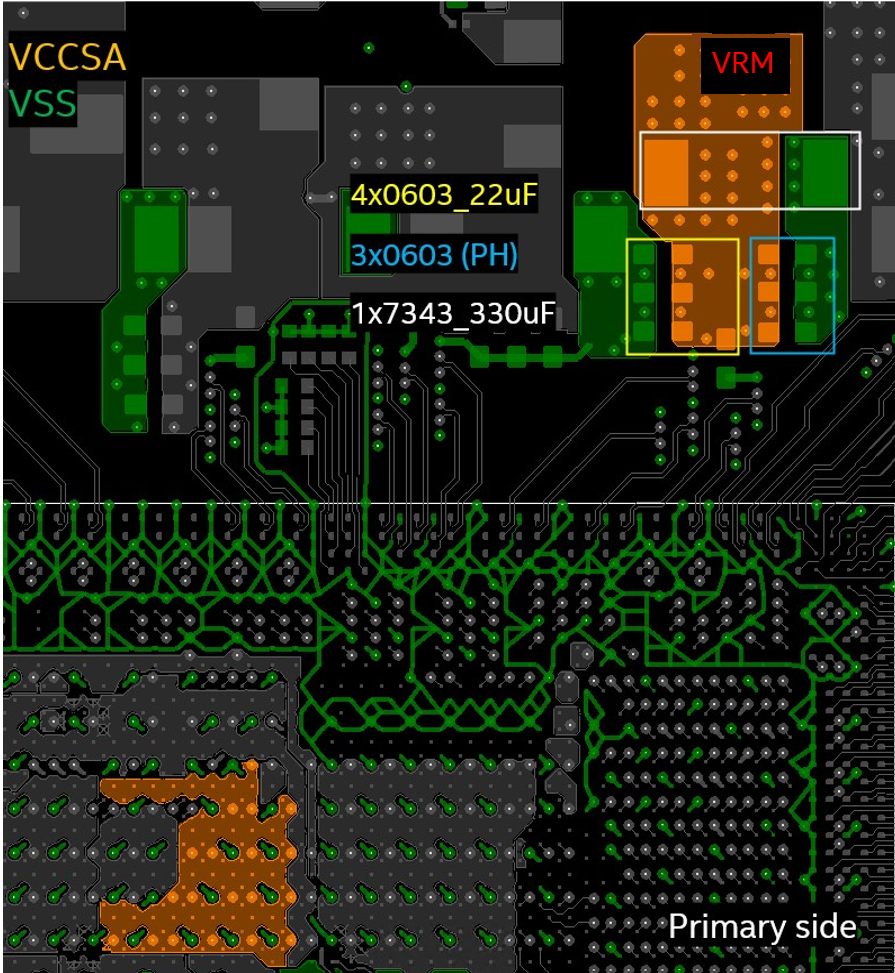 VCCSA
VSS
VRM
4x0603_22uF
3x0603 (PH)
1x7343_330uF
Primary side